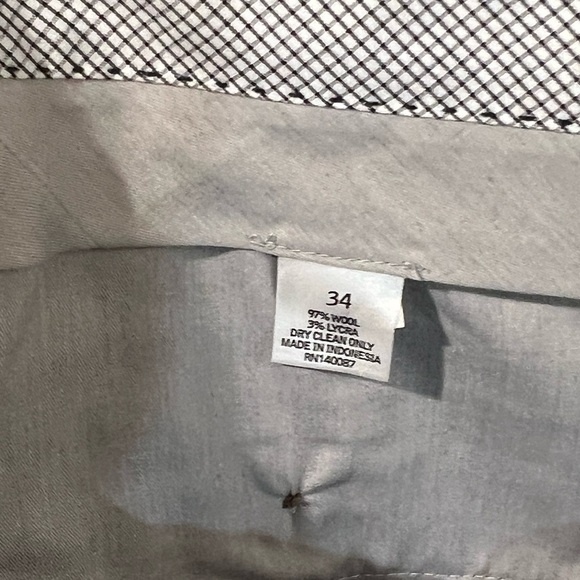 34
97% WOOL
3% LYCRA
DRY CLEAN ONLY
MADE IN INDONESIA
RN140087